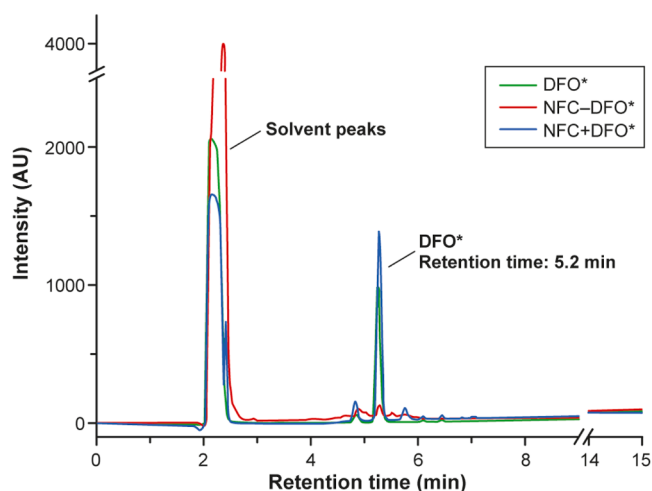 4000
2000
1000
0
Intensity (AU)
Solvent peaks
DFO*
Retention time: 5.2 min
DFO*
NFC–DFO*
NFC+DFO*
0
2
4
6
8
14
15
Retention time (min)